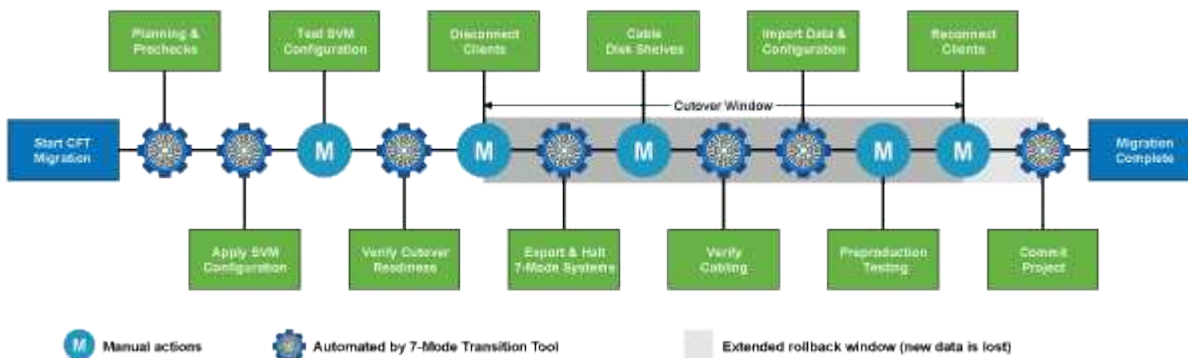 Planning &
Prechecks
Test SVM
Configuration
Disconnect
Clients
Cable
Disk Shelves
Import Data &
Configuration
Reconnect
Clients
Cutover Window
Start CFT
Migration
M
M
M
M
M
Migration
Complete
Apply SVM
Configuration
Verify Cutover
Readiness
Export & Halt
7-Mode Systems
Verify
Cabling
Preproduction
Testing
Commit
Project
M Manual actions
Automated by 7-Mode Transition Tool
Extended rollback window (new data is lost)